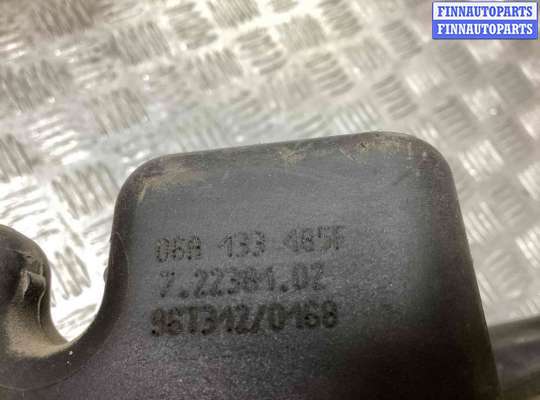 FINNAUTOPARTS
FINNAUTOPARTS
06A 133 485F
7.22381.02
96T342/0168